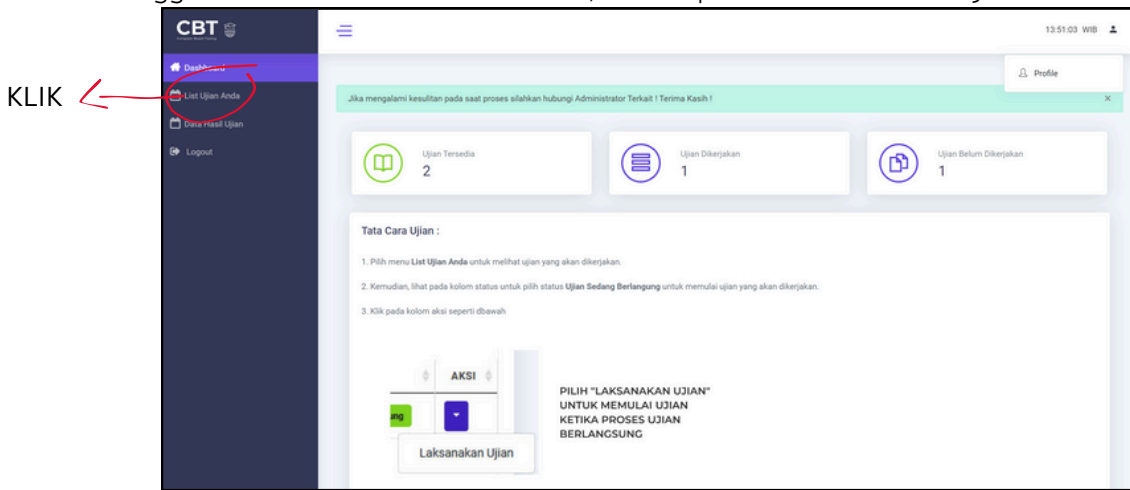 CBT
13:51:03 WIB
Dashboard
Profile
KLIK
List Ujian Anda
Jika mengalami kesulitan pada saat proses silahkan hubungi Administrator Terkait ! Terima Kasih !
Data Hasil Ujian
Logout
Ujian Tersedia
2
Ujian Dikerjakan
1
Ujian Belum Dikerjakan
1
Tata Cara Ujian :
1. Pilih menu List Ujian Anda untuk melihat ujian yang akan dikerjakan.
2. Kemudian, lihat pada kolom status untuk pilih status Ujian Sedang Berlangung untuk memulai ujian yang akan dikerjakan.
3. Klik pada kolom aksi seperti dbawah
AKSI
ung
Laksanakan Ujian
PILIH "LAKSANAKAN UJIAN"
UNTUK MEMULAI UJIAN
KETIKA PROSES UJIAN
BERLANGSUNG